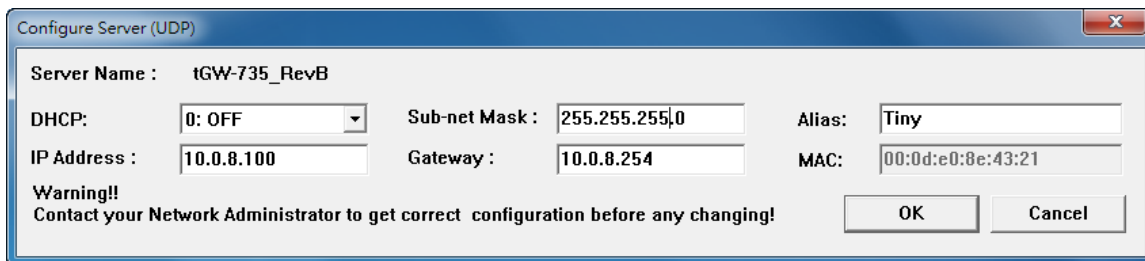 Configure Server (UDP)
Server Name : tGW-735_RevB
DHCP: 0: OFF Sub-net Mask : 255.255.255.0 Alias: Tiny
IP Address : 10.0.8.100 Gateway : 10.0.8.254 MAC: 00:0d:e0:8e:43:21
Warning!!
Contact your Network Administrator to get correct configuration before any changing! OK Cancel